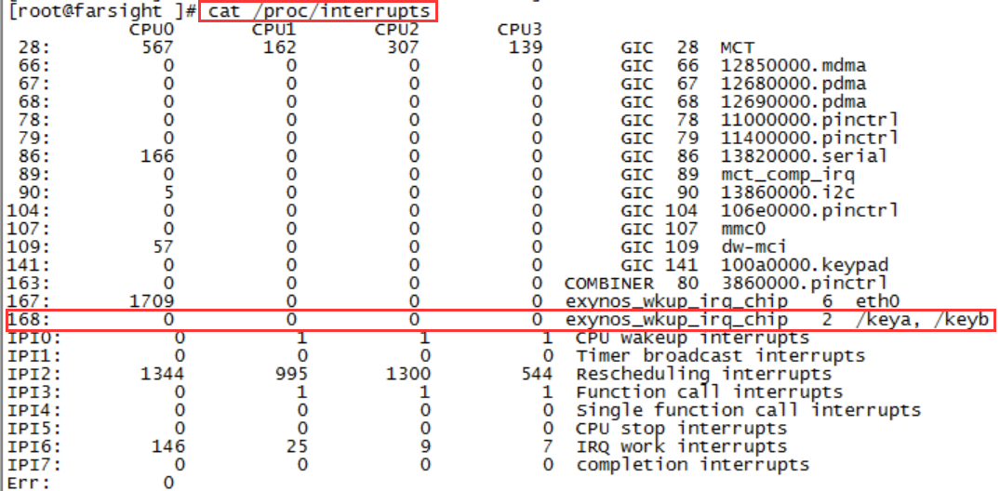 [root@farsight ]# cat /proc/interrupts
CPU0 CPU1 CPU2 CPU3
28: 567 162 307 139 GIC 28 MCT
66: 0 0 0 0 GIC 66 12850000.mdma
67: 0 0 0 0 GIC 67 12680000.pdma
68: 0 0 0 0 GIC 68 12690000.pdma
78: 0 0 0 0 GIC 78 11000000.pinctrl
79: 0 0 0 0 GIC 79 11400000.pinctrl
86: 166 0 0 0 GIC 86 13820000.serial
89: 0 0 0 0 GIC 89 mct_comp_irq
90: 5 0 0 0 GIC 90 13860000.i2c
104: 0 0 0 0 GIC 104 106e0000.pinctrl
107: 0 0 0 0 GIC 107 mmc0
109: 57 0 0 0 GIC 109 dw-mci
141: 0 0 0 0 GIC 141 100a0000.keypad
163: 0 0 0 0 COMBINER 80 3860000.pinctrl
167: 1709 0 0 0 exynos_wkup_irq_chip 6 eth0
168: 0 0 0 0 exynos_wkup_irq_chip 2 /keya, /keyb
IPI0: 0 1 1 1 CPU wakeup interrupts
IPI1: 0 0 0 0 Timer broadcast interrupts
IPI2: 1344 995 1300 544 Rescheduling interrupts
IPI3: 0 1 1 1 Function call interrupts
IPI4: 0 0 0 0 Single function call interrupts
IPI5: 0 0 0 0 CPU stop interrupts
IPI6: 146 25 9 7 IRQ work interrupts
IPI7: 0 0 0 0 completion interrupts
Err: 0